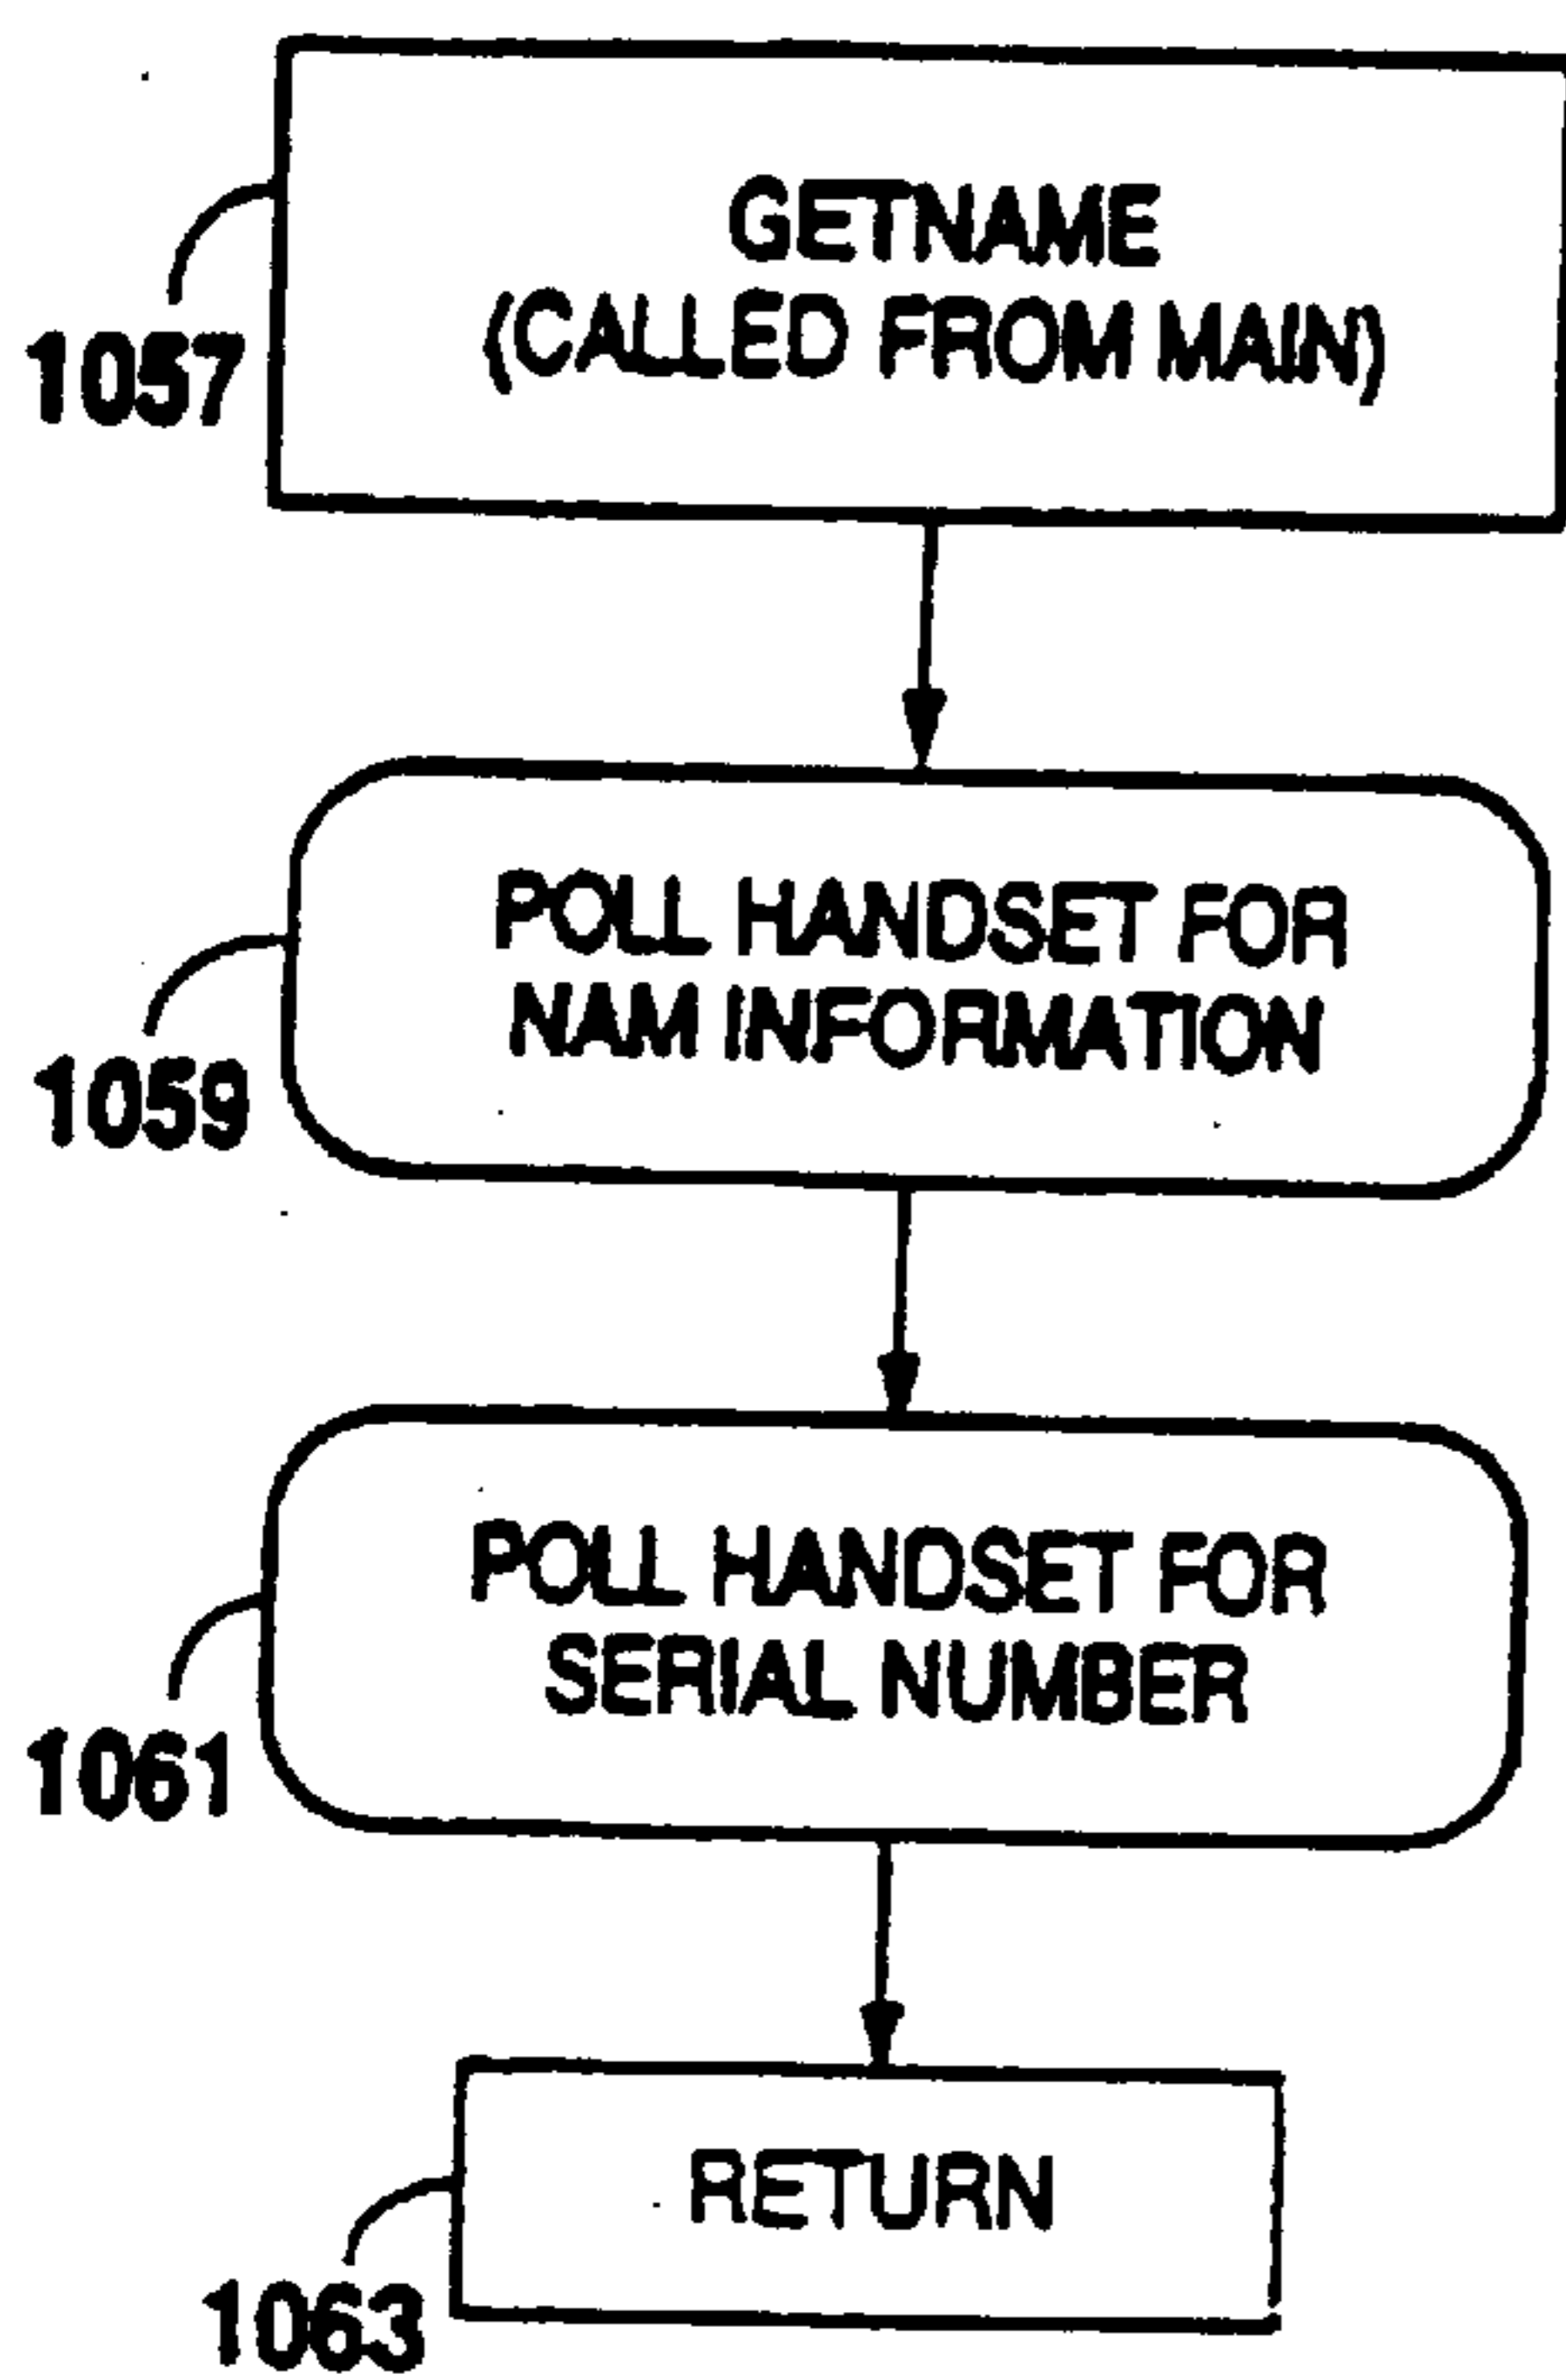 GETNAME
(CALLED FROM MAIN)
1057
POLL HANDSET FOR
NAM INFORMATION
1059
POLL HANDSET FOR
SERIAL NUMBER
1061
RETURN
1063